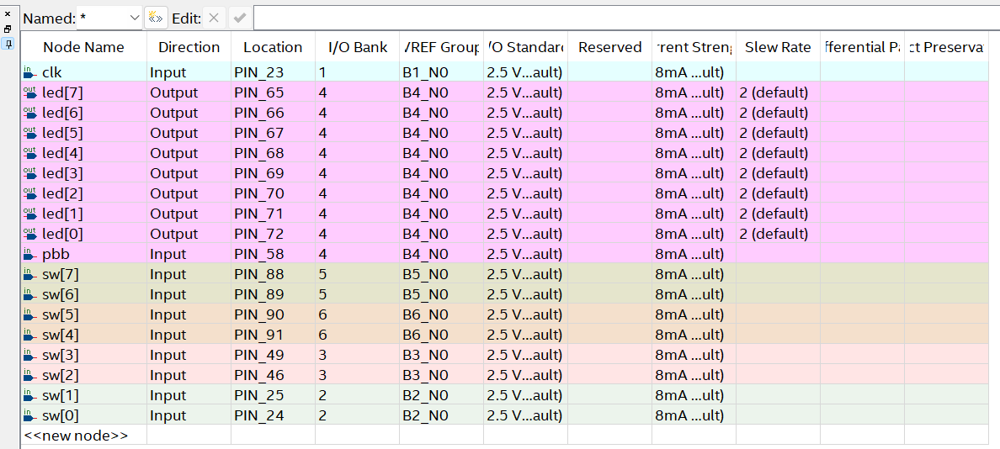 Named: * «» Edit:
Node Name Direction Location I/O Bank VREF Group I/O Standard Reserved rrent Streng Slew Rate fferential Pa ct Preservat
in clk Input PIN_23 1 B1_N0 2.5 V...ault) 8mA ...ult)
out led[7] Output PIN_65 4 B4_N0 2.5 V...ault) 8mA ...ult) 2 (default)
out led[6] Output PIN_66 4 B4_N0 2.5 V...ault) 8mA ...ult) 2 (default)
out led[5] Output PIN_67 4 B4_N0 2.5 V...ault) 8mA ...ult) 2 (default)
out led[4] Output PIN_68 4 B4_N0 2.5 V...ault) 8mA ...ult) 2 (default)
out led[3] Output PIN_69 4 B4_N0 2.5 V...ault) 8mA ...ult) 2 (default)
out led[2] Output PIN_70 4 B4_N0 2.5 V...ault) 8mA ...ult) 2 (default)
out led[1] Output PIN_71 4 B4_N0 2.5 V...ault) 8mA ...ult) 2 (default)
out led[0] Output PIN_72 4 B4_N0 2.5 V...ault) 8mA ...ult) 2 (default)
in pbb Input PIN_58 4 B4_N0 2.5 V...ault) 8mA ...ult)
in sw[7] Input PIN_88 5 B5_N0 2.5 V...ault) 8mA ...ult)
in sw[6] Input PIN_89 5 B5_N0 2.5 V...ault) 8mA ...ult)
in sw[5] Input PIN_90 6 B6_N0 2.5 V...ault) 8mA ...ult)
in sw[4] Input PIN_91 6 B6_N0 2.5 V...ault) 8mA ...ult)
in sw[3] Input PIN_49 3 B3_N0 2.5 V...ault) 8mA ...ult)
in sw[2] Input PIN_46 3 B3_N0 2.5 V...ault) 8mA ...ult)
in sw[1] Input PIN_25 2 B2_N0 2.5 V...ault) 8mA ...ult)
in sw[0] Input PIN_24 2 B2_N0 2.5 V...ault) 8mA ...ult)
<<new node>>